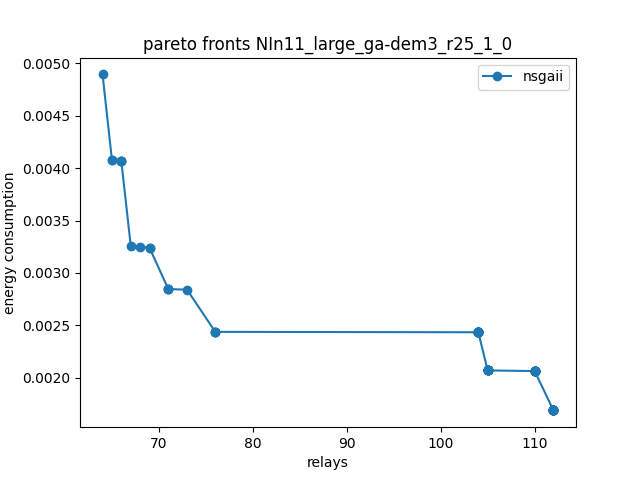 pareto fronts NIn11_large_ga-dem3_r25_1_0
nsgaii
energy consumption
0.0050
0.0045
0.0040
0.0035
0.0030
0.0025
0.0020
70 80 90 100 110
relays